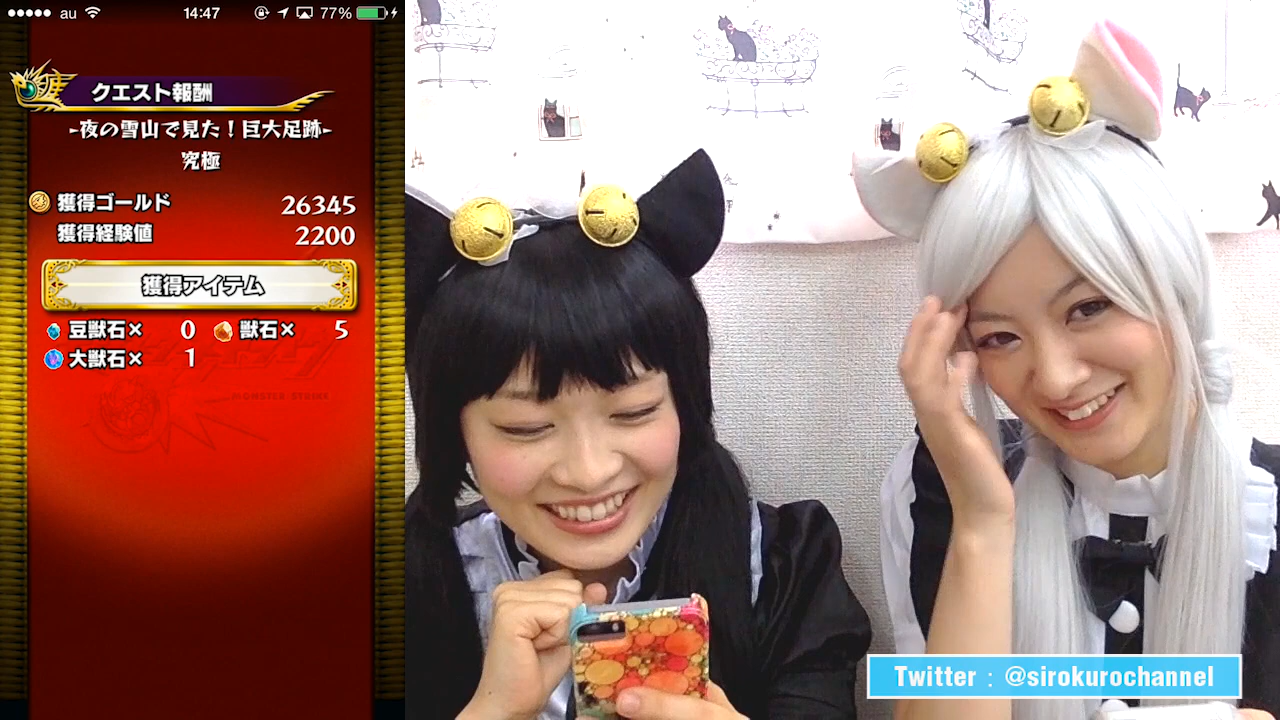 au 14:47 77%
クエスト報酬
-夜の雪山で見た！巨大足跡-
究極
獲得ゴールド 26345
獲得経験値 2200
獲得アイテム
豆獣石× 0 獣石× 5
大獣石× 1
MONSTER STRIKE
Twitter：@sirokurochannel